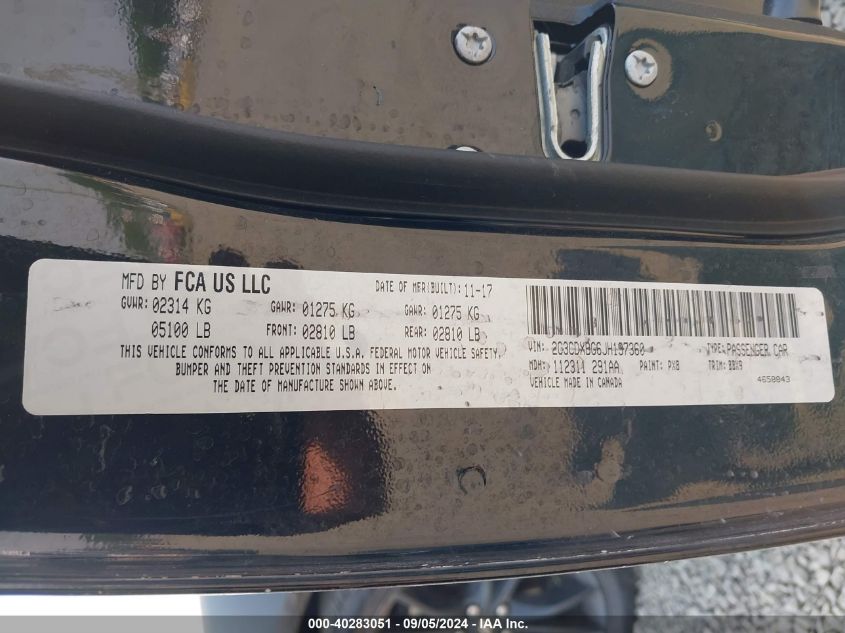 MFD BY FCA US LLC
DATE OF MFR(BUILT): 11-17
GVWR: 02314 KG GAWR: 01275 KG GAWR: 01275 KG
05100 LB FRONT: 02810 LB REAR: 02810 LB
THIS VEHICLE CONFORMS TO ALL APPLICABLE U.S.A. FEDERAL MOTOR VEHICLE SAFETY,
BUMPER AND THEFT PREVENTION STANDARDS IN EFFECT ON
THE DATE OF MANUFACTURE SHOWN ABOVE.
VIN: TYPE: PASSENGER CAR
MDH: 112311 291AA PAINT: PX8 TRIM: BBX9
VEHICLE MADE IN CANADA
4658843
000-40283051 - 09/05/2024 - IAA, Inc.